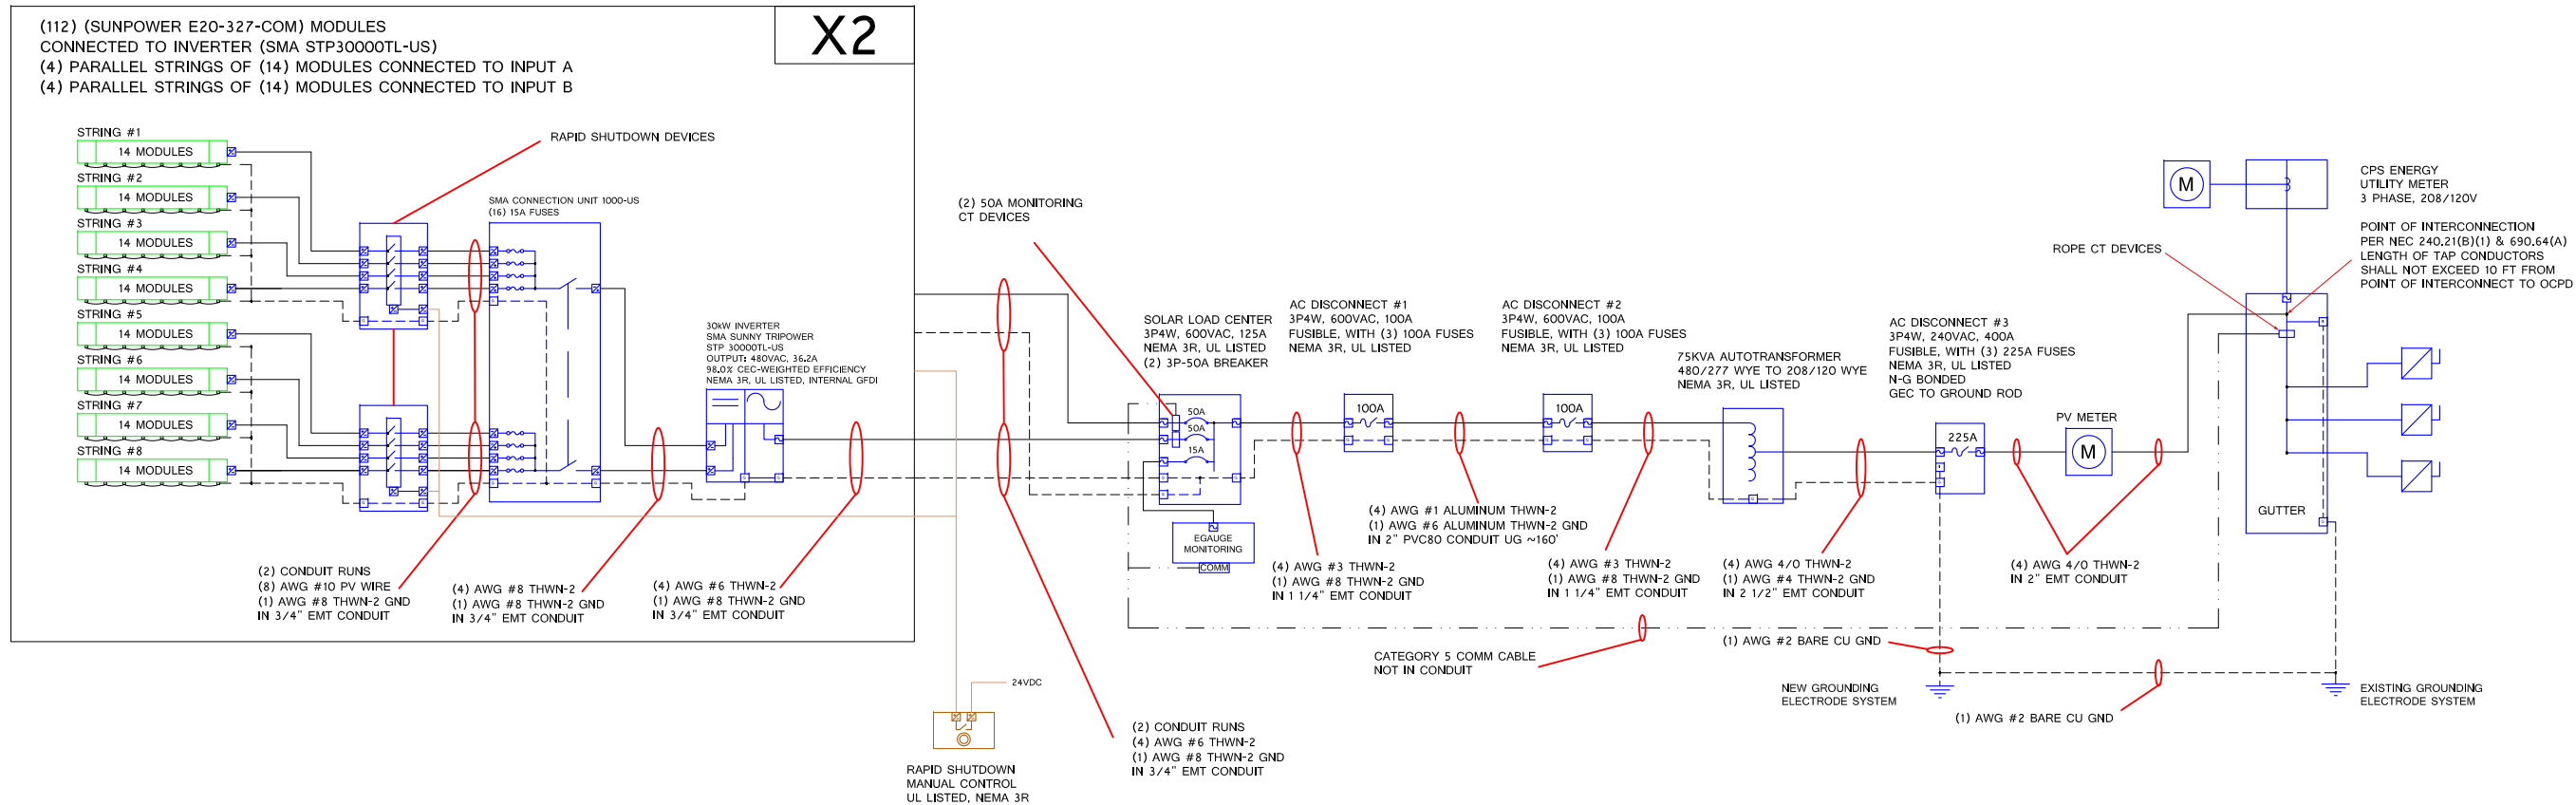 (112) (SUNPOWER E20-327-COM) MODULES
CONNECTED TO INVERTER (SMA STP30000TL-US)
(4) PARALLEL STRINGS OF (14) MODULES CONNECTED TO INPUT A
(4) PARALLEL STRINGS OF (14) MODULES CONNECTED TO INPUT B
X2
STRING #1
14 MODULES
STRING #2
14 MODULES
STRING #3
14 MODULES
STRING #4
14 MODULES
STRING #5
14 MODULES
STRING #6
14 MODULES
STRING #7
14 MODULES
STRING #8
14 MODULES
RAPID SHUTDOWN DEVICES
SMA CONNECTION UNIT 1000-US
(16) 15A FUSES
30kW INVERTER
SMA SUNNY TRIPOWER
STP 30000TL-US
OUTPUT: 480VAC, 36.2A
98.0% CEC-WEIGHTED EFFICIENCY
NEMA 3R, UL LISTED, INTERNAL GFDI
(2) CONDUIT RUNS
(8) AWG #10 PV WIRE
(1) AWG #8 THWN-2 GND
IN 3/4" EMT CONDUIT
(4) AWG #8 THWN-2
(1) AWG #8 THWN-2 GND
IN 3/4" EMT CONDUIT
(4) AWG #6 THWN-2
(1) AWG #8 THWN-2 GND
IN 3/4" EMT CONDUIT
24VDC
RAPID SHUTDOWN
MANUAL CONTROL
UL LISTED, NEMA 3R
(2) 50A MONITORING
CT DEVICES
(2) CONDUIT RUNS
(4) AWG #6 THWN-2
(1) AWG #8 THWN-2 GND
IN 3/4" EMT CONDUIT
SOLAR LOAD CENTER
3P4W, 600VAC, 125A
NEMA 3R, UL LISTED
(2) 3P-50A BREAKER
50A
50A
15A
EGAUGE
MONITORING
COMM
AC DISCONNECT #1
3P4W, 600VAC, 100A
FUSIBLE, WITH (3) 100A FUSES
NEMA 3R, UL LISTED
100A
(4) AWG #3 THWN-2
(1) AWG #8 THWN-2 GND
IN 1 1/4" EMT CONDUIT
(4) AWG #1 ALUMINUM THWN-2
(1) AWG #6 ALUMINUM THWN-2 GND
IN 2" PVC80 CONDUIT UG ~160'
AC DISCONNECT #2
3P4W, 600VAC, 100A
FUSIBLE, WITH (3) 100A FUSES
NEMA 3R, UL LISTED
100A
(4) AWG #3 THWN-2
(1) AWG #8 THWN-2 GND
IN 1 1/4" EMT CONDUIT
75KVA AUTOTRANSFORMER
480/277 WYE TO 208/120 WYE
NEMA 3R, UL LISTED
(4) AWG 4/0 THWN-2
(1) AWG #4 THWN-2 GND
IN 2 1/2" EMT CONDUIT
AC DISCONNECT #3
3P4W, 240VAC, 400A
FUSIBLE, WITH (3) 225A FUSES
NEMA 3R, UL LISTED
N-G BONDED
GEC TO GROUND ROD
225A
PV METER
M
(4) AWG 4/0 THWN-2
IN 2" EMT CONDUIT
CATEGORY 5 COMM CABLE
NOT IN CONDUIT
(1) AWG #2 BARE CU GND
NEW GROUNDING
ELECTRODE SYSTEM
(1) AWG #2 BARE CU GND
EXISTING GROUNDING
ELECTRODE SYSTEM
M
CPS ENERGY
UTILITY METER
3 PHASE, 208/120V
ROPE CT DEVICES
POINT OF INTERCONNECTION
PER NEC 240.21(B)(1) & 690.64(A)
LENGTH OF TAP CONDUCTORS
SHALL NOT EXCEED 10 FT FROM
POINT OF INTERCONNECT TO OCPD
GUTTER